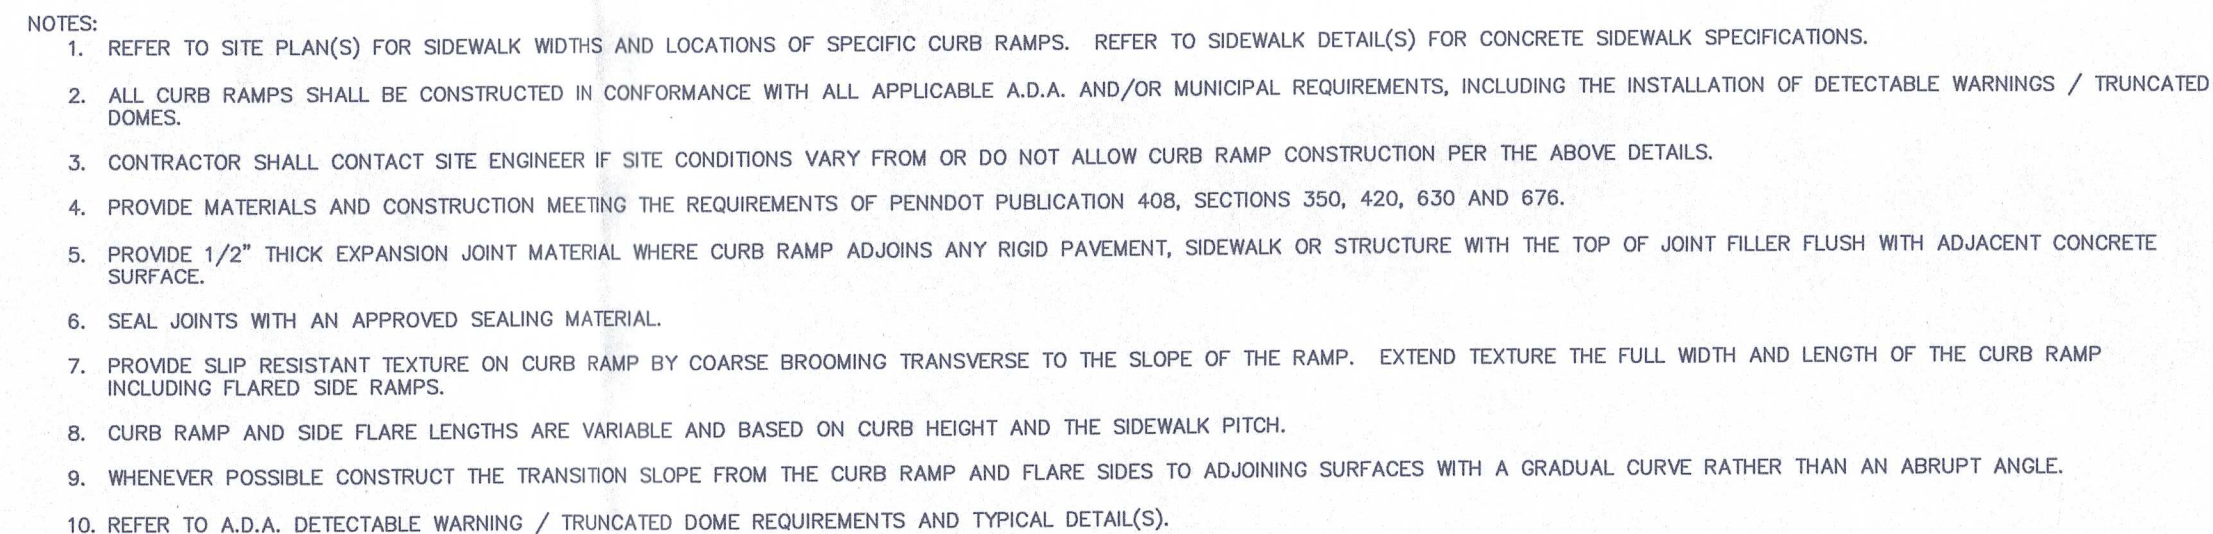 NOTES:
1. REFER TO SITE PLAN(S) FOR SIDEWALK WIDTHS AND LOCATIONS OF SPECIFIC CURB RAMPS. REFER TO SIDEWALK DETAIL(S) FOR CONCRETE SIDEWALK SPECIFICATIONS.
2. ALL CURB RAMPS SHALL BE CONSTRUCTED IN CONFORMANCE WITH ALL APPLICABLE A.D.A. AND/OR MUNICIPAL REQUIREMENTS, INCLUDING THE INSTALLATION OF DETECTABLE WARNINGS / TRUNCATED
DOMES.
3. CONTRACTOR SHALL CONTACT SITE ENGINEER IF SITE CONDITIONS VARY FROM OR DO NOT ALLOW CURB RAMP CONSTRUCTION PER THE ABOVE DETAILS.
4. PROVIDE MATERIALS AND CONSTRUCTION MEETING THE REQUIREMENTS OF PENNDOT PUBLICATION 408, SECTIONS 350, 420, 630 AND 676.
5. PROVIDE 1/2" THICK EXPANSION JOINT MATERIAL WHERE CURB RAMP ADJOINS ANY RIGID PAVEMENT, SIDEWALK OR STRUCTURE WITH THE TOP OF JOINT FILLER FLUSH WITH ADJACENT CONCRETE
SURFACE.
6. SEAL JOINTS WITH AN APPROVED SEALING MATERIAL.
7. PROVIDE SLIP RESISTANT TEXTURE ON CURB RAMP BY COARSE BROOMING TRANSVERSE TO THE SLOPE OF THE RAMP. EXTEND TEXTURE THE FULL WIDTH AND LENGTH OF THE CURB RAMP
INCLUDING FLARED SIDE RAMPS.
8. CURB RAMP AND SIDE FLARE LENGTHS ARE VARIABLE AND BASED ON CURB HEIGHT AND THE SIDEWALK PITCH.
9. WHENEVER POSSIBLE CONSTRUCT THE TRANSITION SLOPE FROM THE CURB RAMP AND FLARE SIDES TO ADJOINING SURFACES WITH A GRADUAL CURVE RATHER THAN AN ABRUPT ANGLE.
10. REFER TO A.D.A. DETECTABLE WARNING / TRUNCATED DOME REQUIREMENTS AND TYPICAL DETAIL(S).